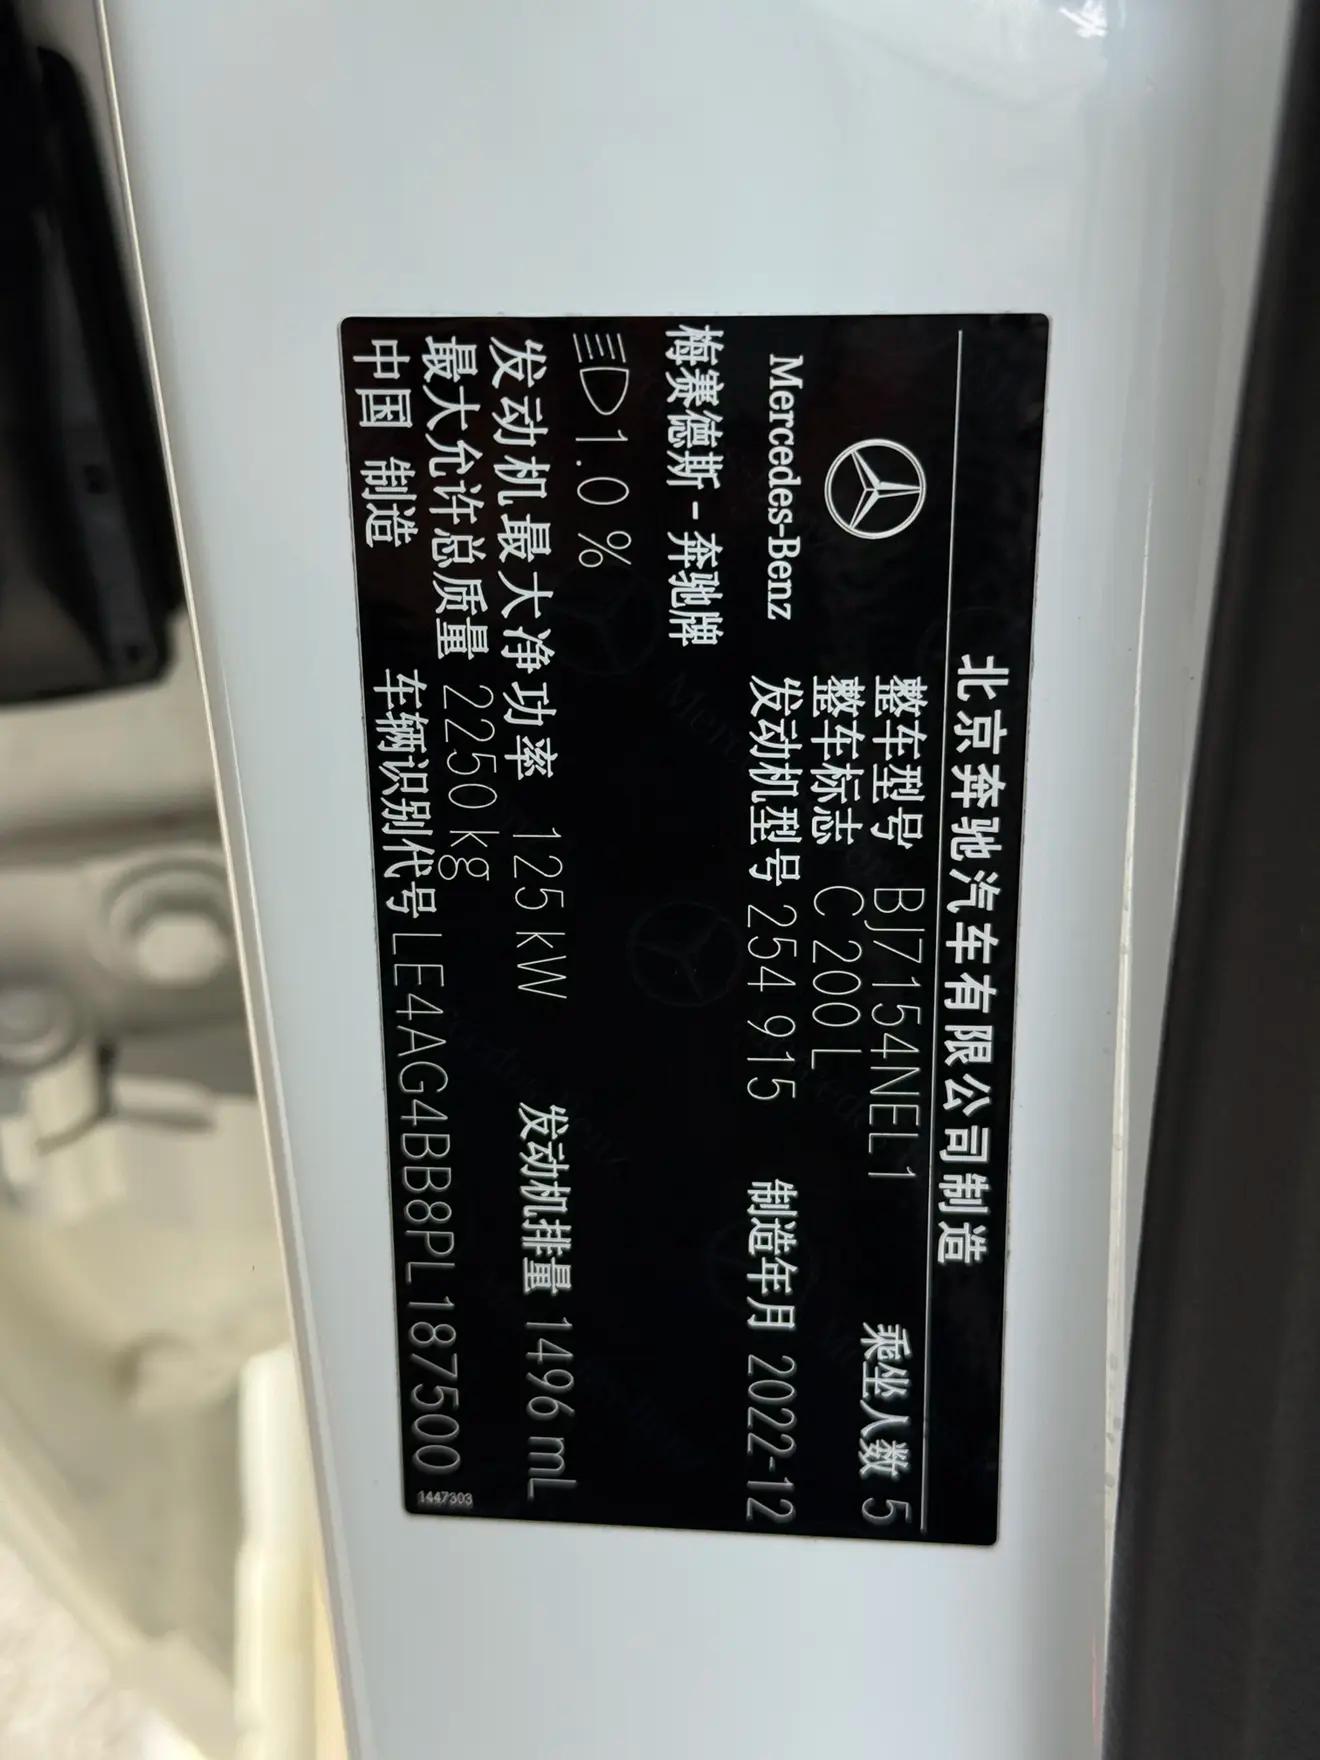 北京奔驰汽车有限公司制造
整车型号 BJ7154NEL1 乘坐人数 5
整车标志 C 200 L
Mercedes-Benz 发动机型号 254 915 制造年月 2022-12
梅赛德斯-奔驰牌
1.0 %
发动机最大净功率 125 kW 发动机排量 1496 mL
最大允许总质量 2250 kg
中国 制造 车辆识别代号 LE4AG4BB8PL187500
1447303